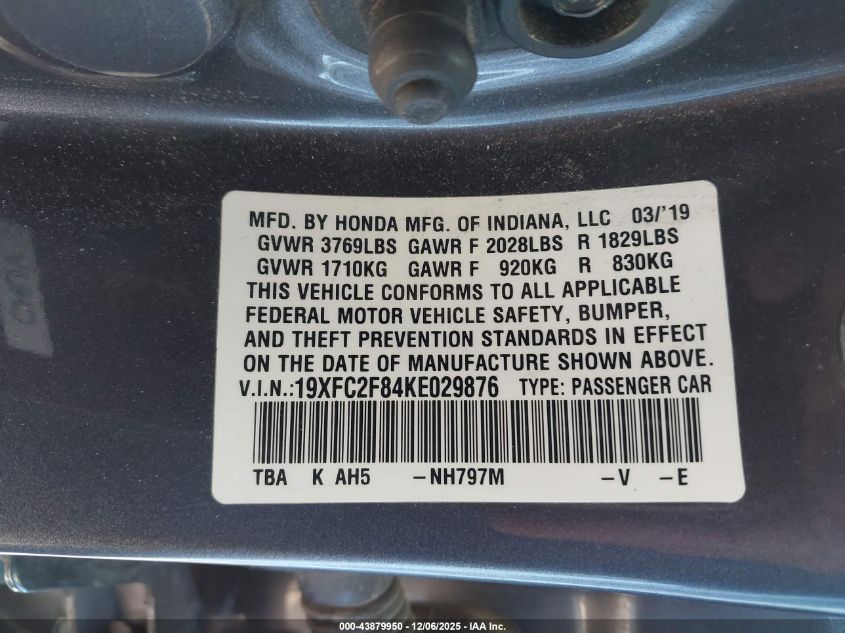 MFD. BY HONDA MFG. OF INDIANA, LLC 03/'19
GVWR 3769LBS GAWR F 2028LBS R 1829LBS
GVWR 1710KG GAWR F 920KG R 830KG
THIS VEHICLE CONFORMS TO ALL APPLICABLE
FEDERAL MOTOR VEHICLE SAFETY, BUMPER,
AND THEFT PREVENTION STANDARDS IN EFFECT
ON THE DATE OF MANUFACTURE SHOWN ABOVE.
V.I.N.:19XFC2F84KE029876 TYPE: PASSENGER CAR
TBA K AH5 -NH797M -V -E
000-43879950 - 12/06/2025 - IAA Inc.